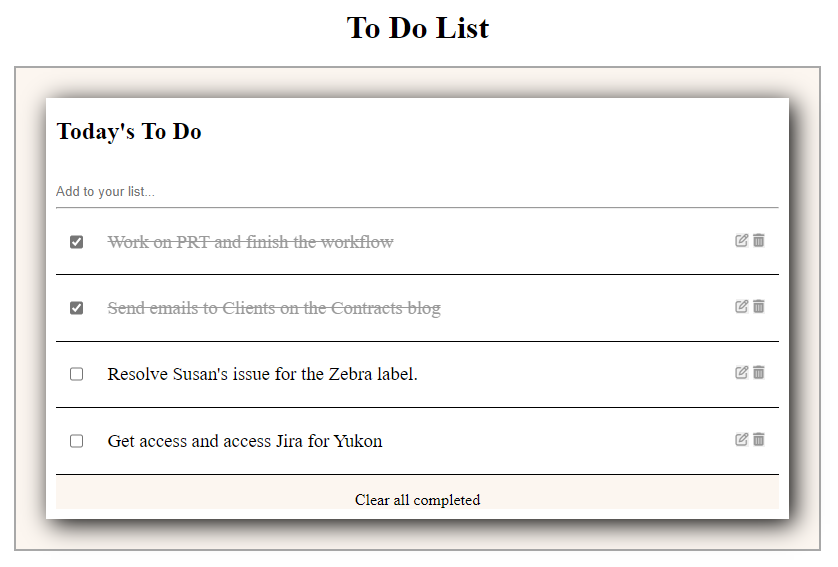 To Do List
Today's To Do
Add to your list...
Work on PRT and finish the workflow
Send emails to Clients on the Contracts blog
Resolve Susan's issue for the Zebra label.
Get access and access Jira for Yukon
Clear all completed